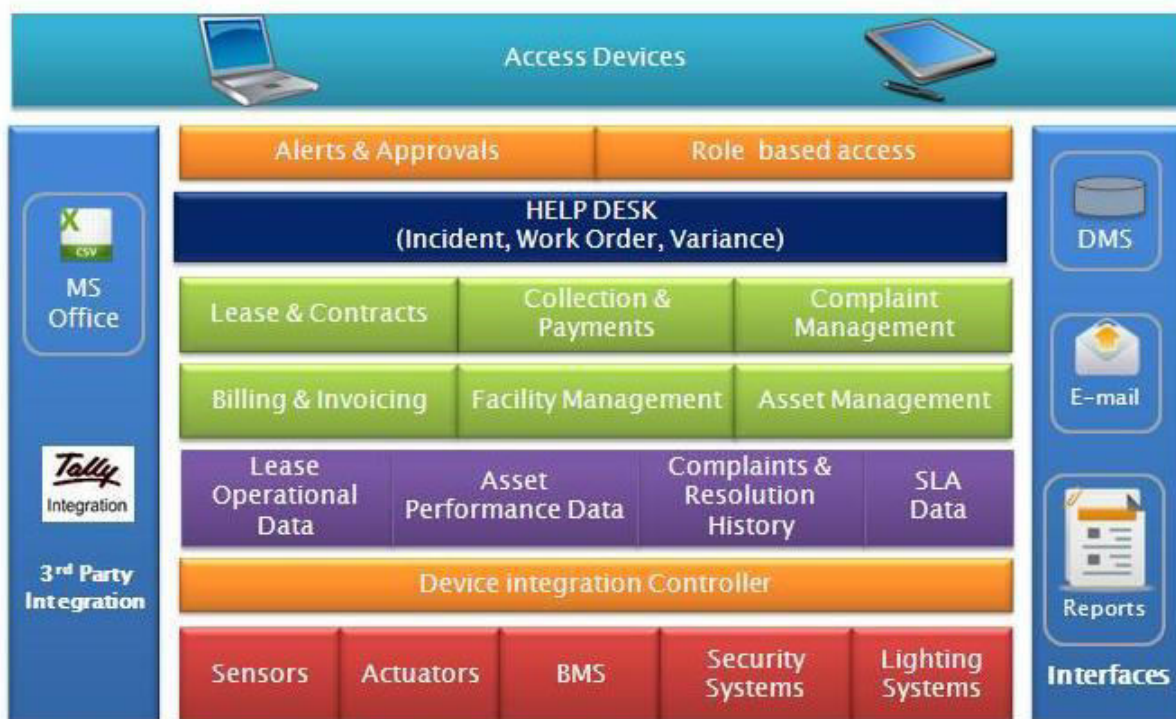 Access Devices
Alerts & Approvals
Role based access
HELP DESK
(Incident, Work Order, Variance)
X
CSV
MS
Office
Tally
Integration
3rd Party
Integration
Lease & Contracts
Collection &
Payments
Complaint
Management
Billing & Invoicing
Facility Management
Asset Management
Lease
Operational
Data
Asset
Performance Data
Complaints &
Resolution
History
SLA
Data
Device integration Controller
Sensors
Actuators
BMS
Security
Systems
Lighting
Systems
DMS
E-mail
Reports
Interfaces